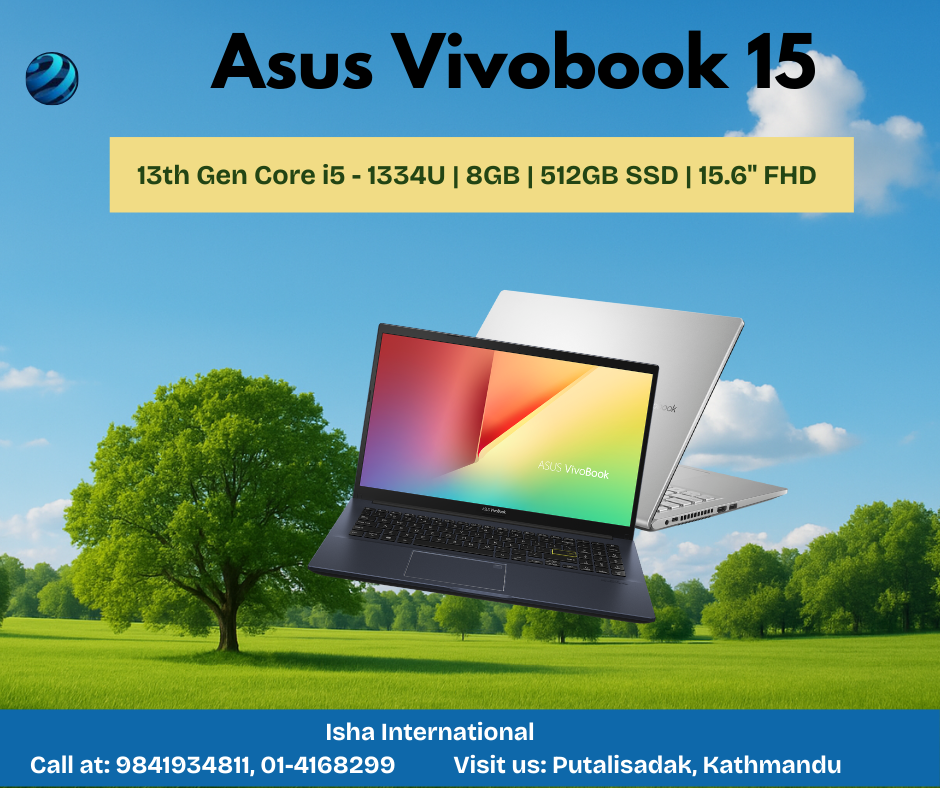 Asus Vivobook 15
13th Gen Core i5 - 1334U | 8GB | 512GB SSD | 15.6" FHD
ASUS VivoBook
Isha International
Call at: 9841934811, 01-4168299 Visit us: Putalisadak, Kathmandu